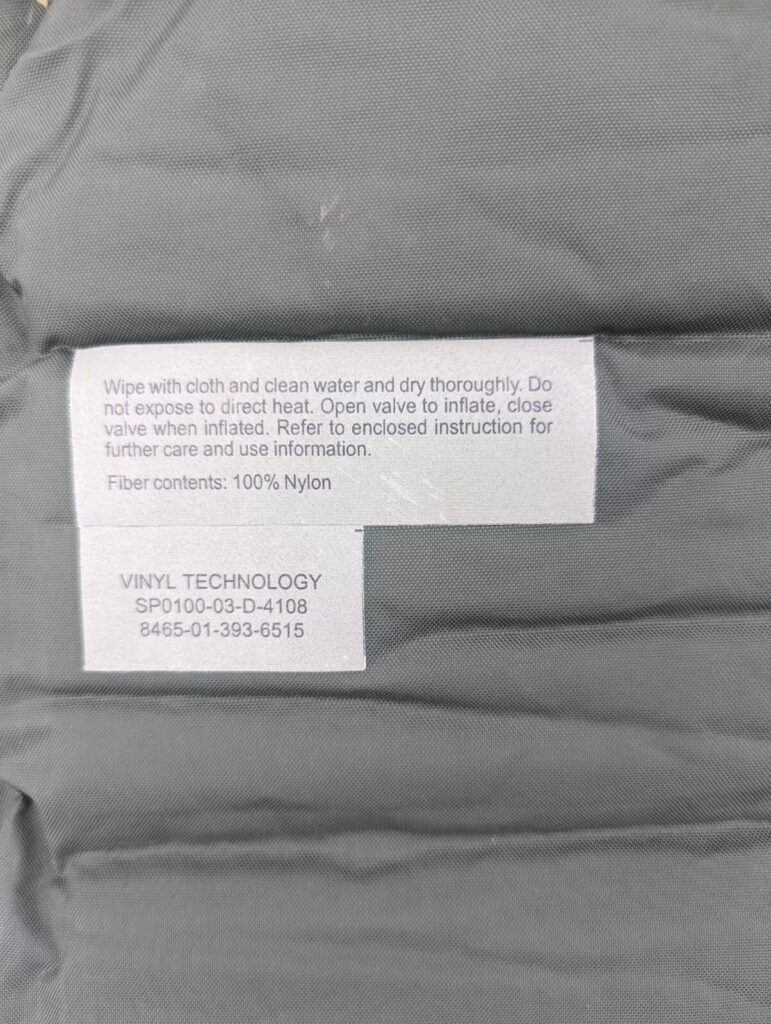 Wipe with cloth and clean water and dry thoroughly. Do
not expose to direct heat. Open valve to inflate, close
valve when inflated. Refer to enclosed instruction for
further care and use information.
Fiber contents: 100% Nylon
VINYL TECHNOLOGY
SP0100-03-D-4108
8465-01-393-6515